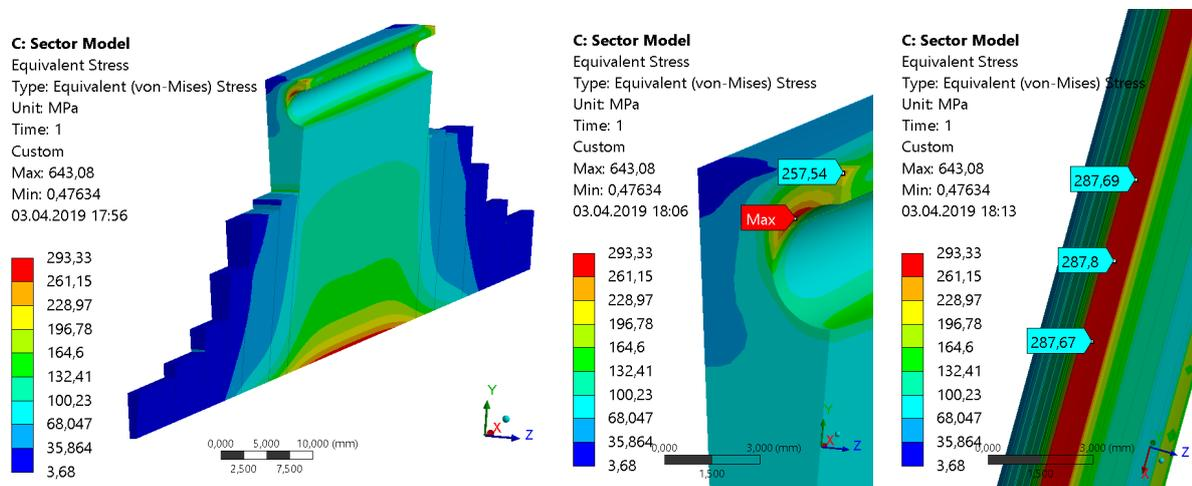 C: Sector Model
Equivalent Stress
Type: Equivalent (von-Mises) Stress
Unit: MPa
Time: 1
Custom
Max: 643,08
Min: 0,47634
03.04.2019 17:56
293,33
261,15
228,97
196,78
164,6
132,41
100,23
68,047
35,864
3,68
0,000 5,000 10,000 (mm)
2,500 7,500
Y
X
Z
C: Sector Model
Equivalent Stress
Type: Equivalent (von-Mises) Stress
Unit: MPa
Time: 1
Custom
Max: 643,08
Min: 0,47634
03.04.2019 18:06
293,33
261,15
228,97
196,78
164,6
132,41
100,23
68,047
35,864
3,68
257,54
Max
0,000 3,000 (mm)
1,500
Y
X
Z
C: Sector Model
Equivalent Stress
Type: Equivalent (von-Mises) Stress
Unit: MPa
Time: 1
Custom
Max: 643,08
Min: 0,47634
03.04.2019 18:13
293,33
261,15
228,97
196,78
164,6
132,41
100,23
68,047
35,864
3,68
287,69
287,8
287,67
0,000 3,000 (mm)
1,500
Y
Z
X